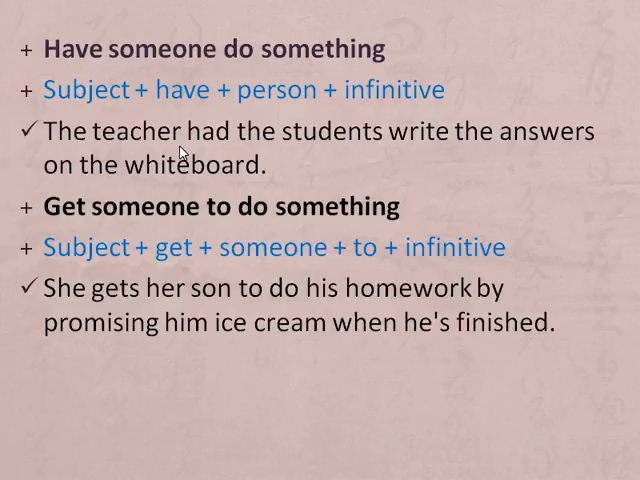 + Have someone do something
+ Subject + have + person + infinitive
✓ The teacher had the students write the answers
on the whiteboard.
+ Get someone to do something
+ Subject + get + someone + to + infinitive
✓ She gets her son to do his homework by
promising him ice cream when he's finished.